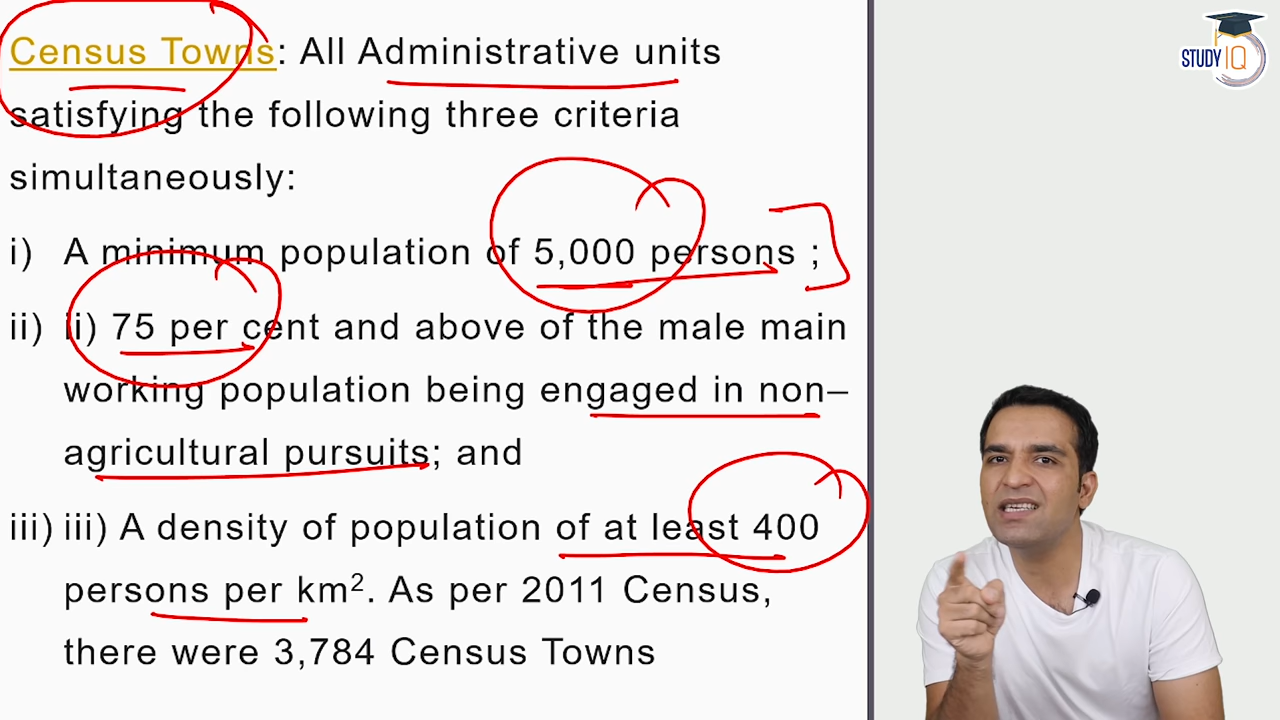 Census Towns: All Administrative units
satisfying the following three criteria
simultaneously:
i) A minimum population of 5,000 persons ;
ii) ii) 75 per cent and above of the male main
working population being engaged in non–
agricultural pursuits; and
iii) iii) A density of population of at least 400
persons per km². As per 2011 Census,
there were 3,784 Census Towns
STUDY IQ